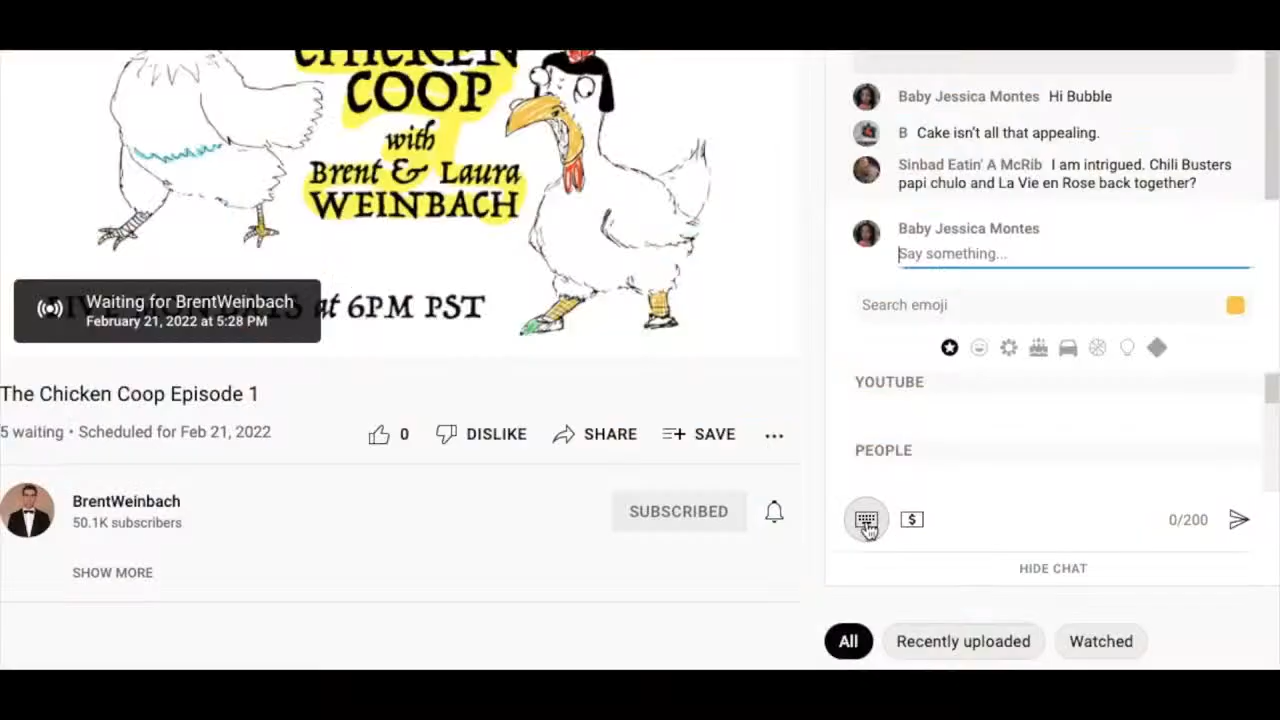 CHICKEN
COOP
with
Brent & Laura
WEINBACH
at 6PM PST
Waiting for BrentWeinbach
February 21, 2022 at 5:28 PM
The Chicken Coop Episode 1
5 waiting • Scheduled for Feb 21, 2022
0
DISLIKE
SHARE
SAVE
BrentWeinbach
50.1K subscribers
SUBSCRIBED
SHOW MORE
Baby Jessica Montes Hi Bubble
B Cake isn't all that appealing.
Sinbad Eatin' A McRib I am intrigued. Chili Busters
papi chulo and La Vie en Rose back together?
Baby Jessica Montes
Say something...
Search emoji
YOUTUBE
PEOPLE
$
0/200
HIDE CHAT
All
Recently uploaded
Watched